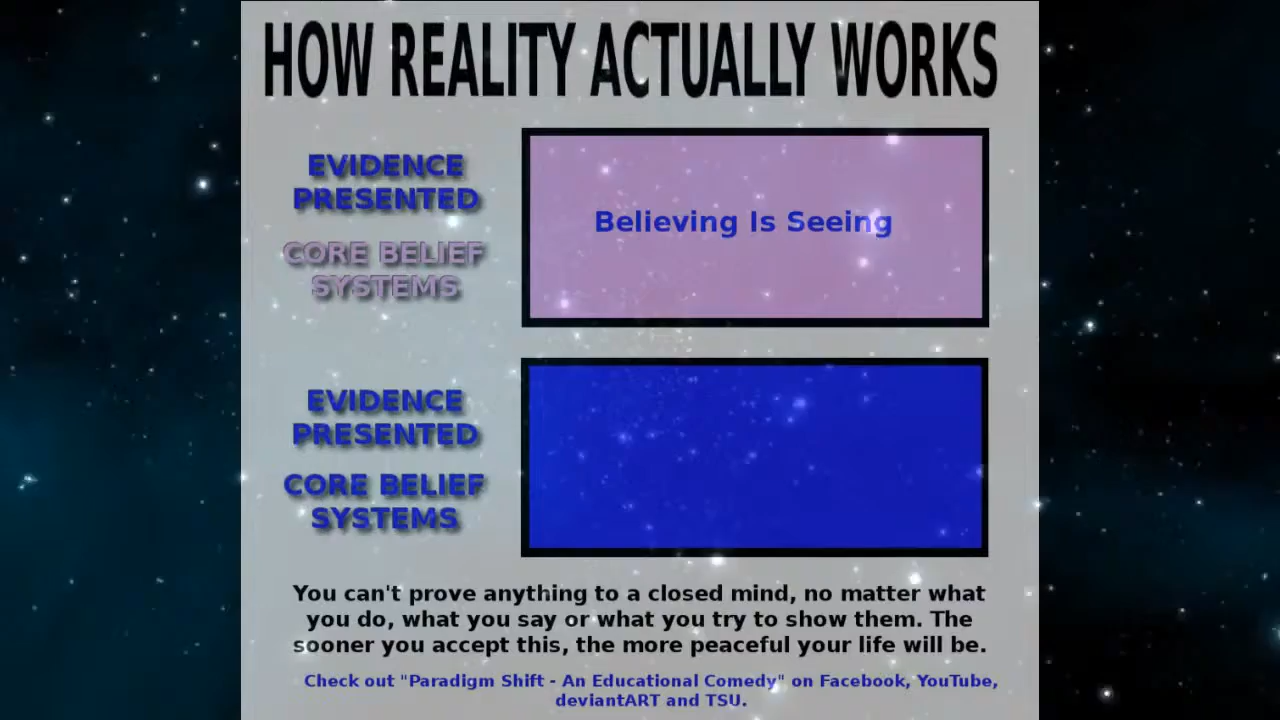 HOW REALITY ACTUALLY WORKS
EVIDENCE
PRESENTED
CORE BELIEF
SYSTEMS
Believing Is Seeing
EVIDENCE
PRESENTED
CORE BELIEF
SYSTEMS
You can't prove anything to a closed mind, no matter what
you do, what you say or what you try to show them. The
sooner you accept this, the more peaceful your life will be.
Check out "Paradigm Shift - An Educational Comedy" on Facebook, YouTube,
deviantART and TSU.